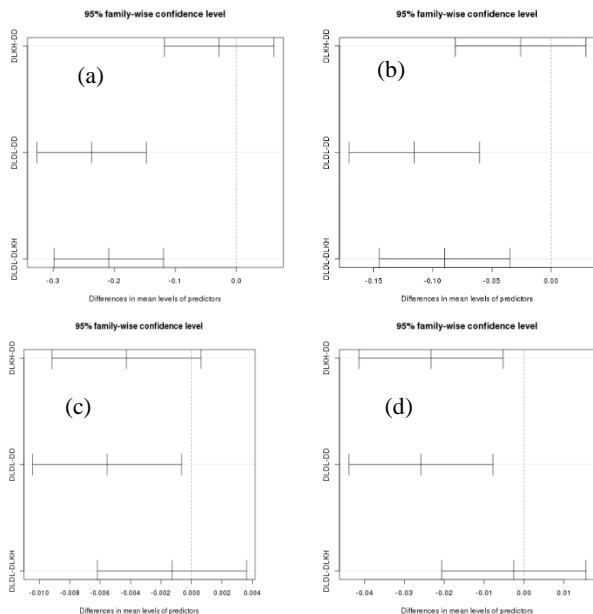 95% family-wise confidence level
DLKH-DD
DLDL-DD
DLDL-DLKH
(a)
-0.3 -0.2 -0.1 0.0
Differences in mean levels of predictors
95% family-wise confidence level
DLKH-DD
DLDL-DD
DLDL-DLKH
(b)
-0.15 -0.10 -0.05 0.00
Differences in mean levels of predictors
95% family-wise confidence level
DLKH-DD
DLDL-DD
DLDL-DLKH
(c)
-0.010 -0.008 -0.006 -0.004 -0.002 0.000 0.002 0.004
Differences in mean levels of predictors
95% family-wise confidence level
DLKH-DD
DLDL-DD
DLDL-DLKH
(d)
-0.04 -0.03 -0.02 -0.01 0.00 0.01
Differences in mean levels of predictors